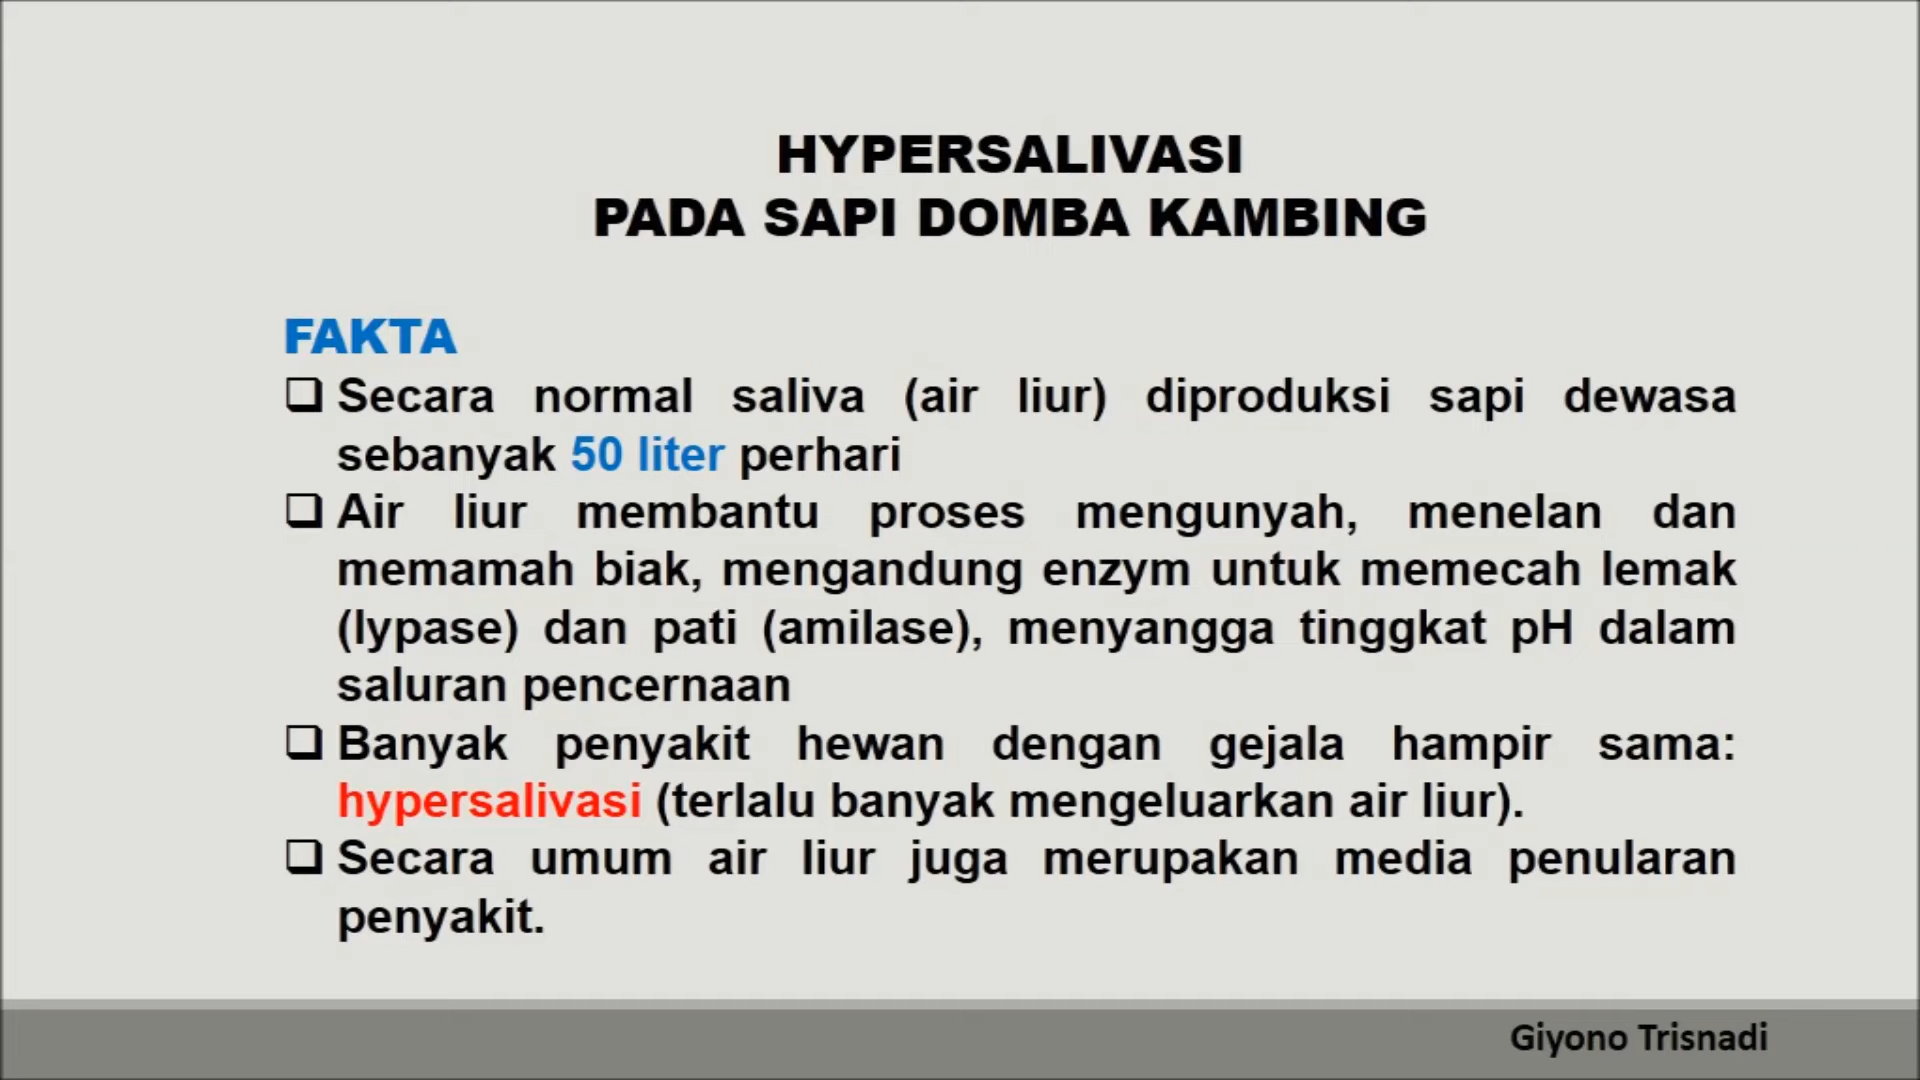 HYPERSALIVASI
PADA SAPI DOMBA KAMBING
FAKTA
❑ Secara normal saliva (air liur) diproduksi sapi dewasa
sebanyak 50 liter perhari
❑ Air liur membantu proses mengunyah, menelan dan
memamah biak, mengandung enzym untuk memecah lemak
(lypase) dan pati (amilase), menyangga tinggkat pH dalam
saluran pencernaan
❑ Banyak penyakit hewan dengan gejala hampir sama:
hypersalivasi (terlalu banyak mengeluarkan air liur).
❑ Secara umum air liur juga merupakan media penularan
penyakit.
Giyono Trisnadi